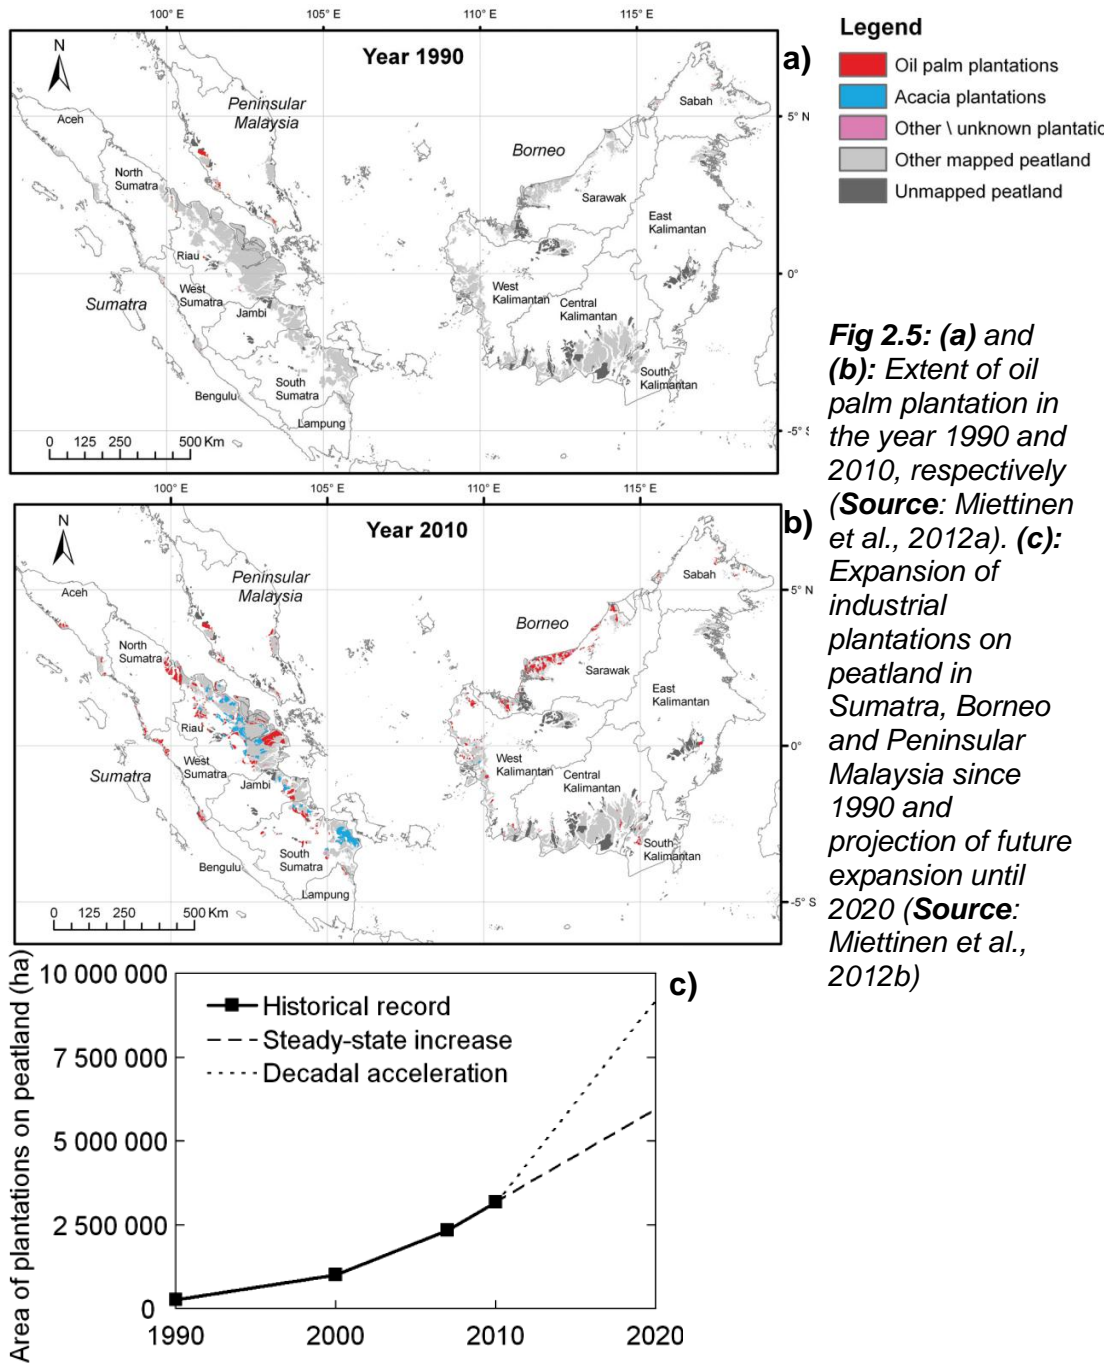 100° E 105° E 110° E 115° E
N
Year 1990
a)
Peninsular
Malaysia
Aceh
Sabah
5° N
North
Sumatra
Borneo
Sarawak
East
Kalimantan
Riau
0°
West
Sumatra
Sumatra
West
Kalimantan
Central
Kalimantan
Jambi
South
Sumatra
South
Kalimantan
Bengulu
Lampung
-5° S
0 125 250 500 Km
Legend
Oil palm plantations
Acacia plantations
Other \ unknown plantatio
Other mapped peatland
Unmapped peatland
100° E 105° E 110° E 115° E
N
Year 2010
b)
Peninsular
Malaysia
Aceh
Sabah
5° N
North
Sumatra
Borneo
Sarawak
East
Kalimantan
Riau
0°
West
Sumatra
Sumatra
West
Kalimantan
Central
Kalimantan
Jambi
South
Sumatra
South
Kalimantan
Bengulu
Lampung
-5° S
0 125 250 500 Km
Fig 2.5: (a) and
(b): Extent of oil
palm plantation in
the year 1990 and
2010, respectively
(Source: Miettinen
et al., 2012a). (c):
Expansion of
industrial
plantations on
peatland in
Sumatra, Borneo
and Peninsular
Malaysia since
1990 and
projection of future
expansion until
2020 (Source:
Miettinen et al.,
2012b)
Area of plantations on peatland (ha)
10 000 000
7 500 000
5 000 000
2 500 000
0
c)
Historical record
Steady-state increase
Decadal acceleration
1990 2000 2010 2020